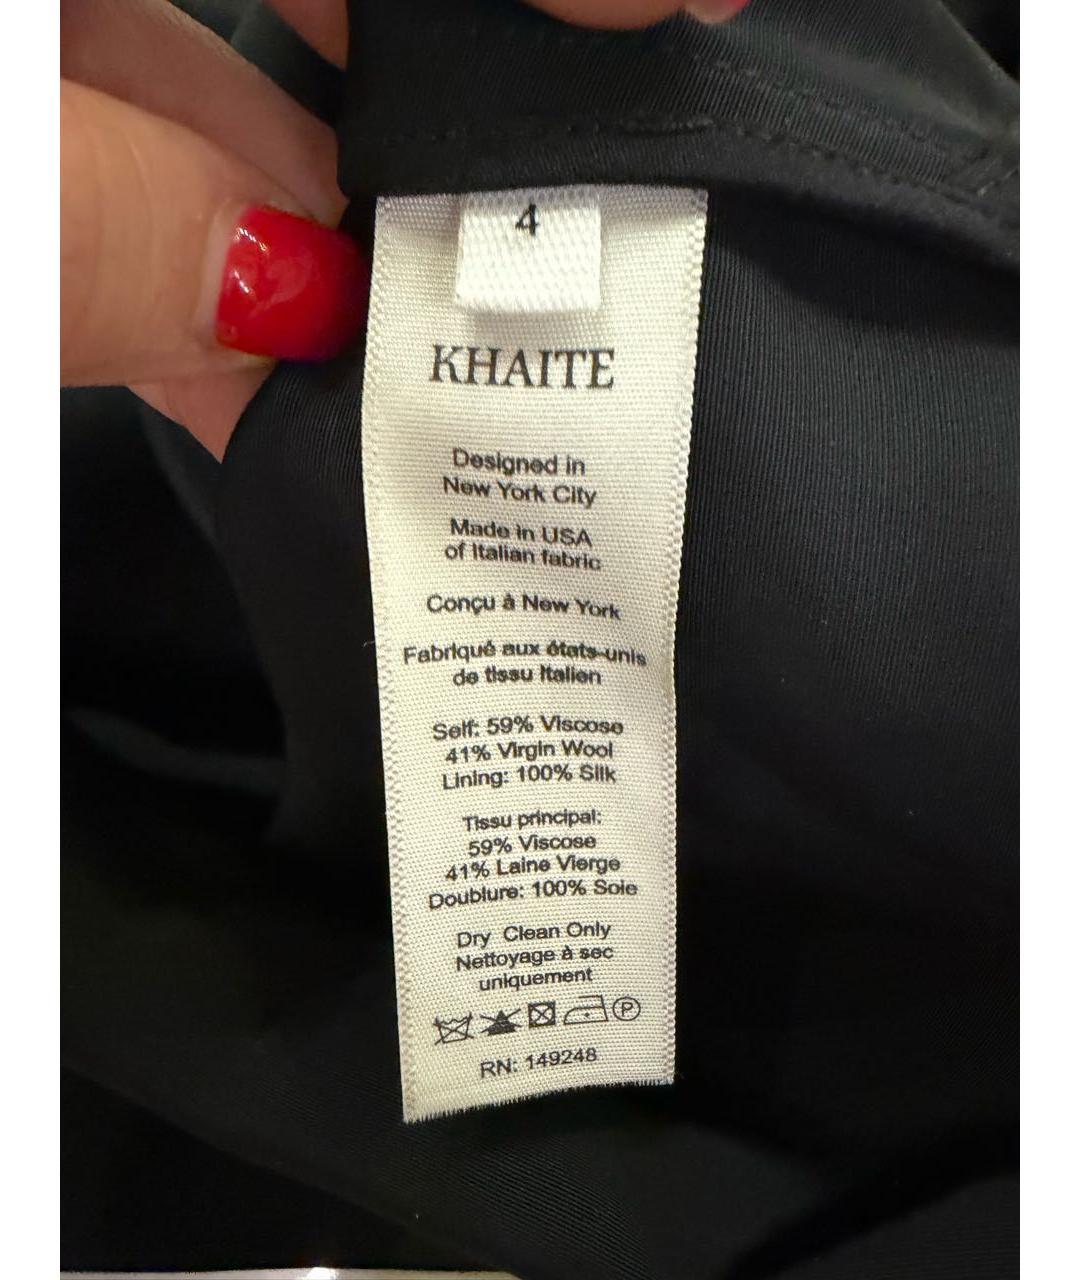 4
KHAITE
Designed in
New York City
Made in USA
of Italian fabric
Conçu à New York
Fabriqué aux états-unis
de tissu Italien
Self: 59% Viscose
41% Virgin Wool
Lining: 100% Silk
Tissu principal:
59% Viscose
41% Laine Vierge
Doublure: 100% Soie
Dry Clean Only
Nettoyage à sec
uniquement
P
RN: 149248